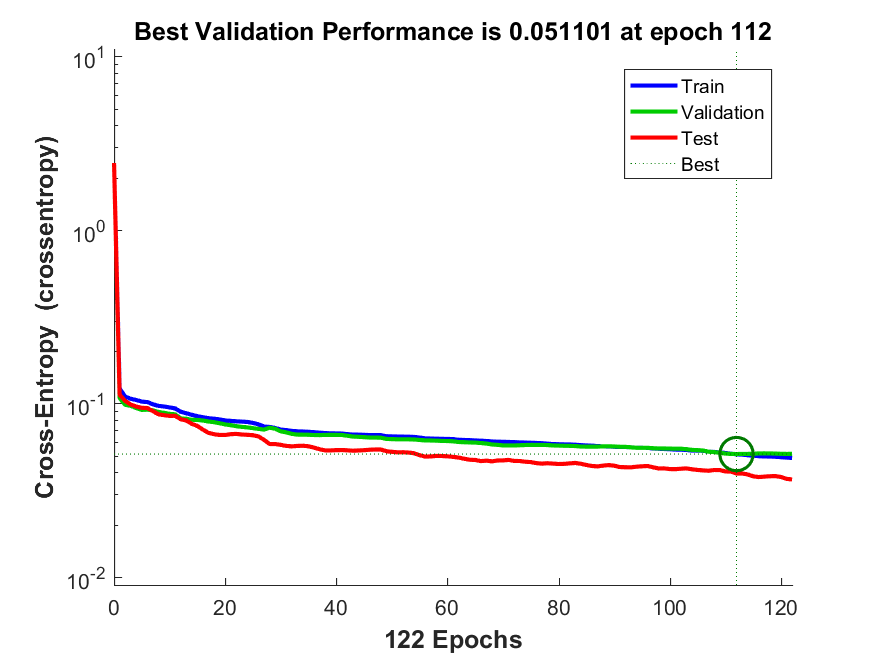 Best Validation Performance is 0.051101 at epoch 112
Cross-Entropy (crossentropy)
10^1
10^0
10^-1
10^-2
Train
Validation
Test
Best
0 20 40 60 80 100 120
122 Epochs